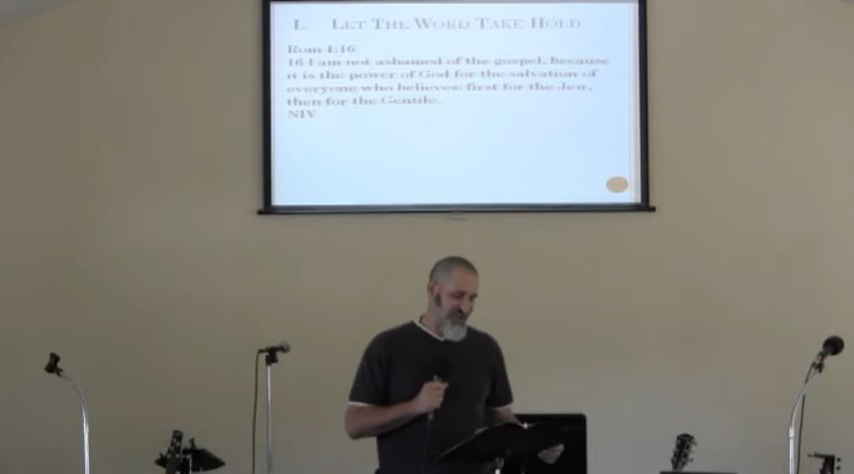 I. LET THE WORD TAKE HOLD
Rom 1:16
16 I am not ashamed of the gospel, because
it is the power of God for the salvation of
everyone who believes: first for the Jew,
then for the Gentile.
NIV